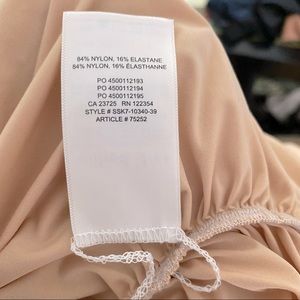 84% NYLON, 16% ELASTANE
84% NYLON, 16% ÉLASTHANNE
PO 4500112193
PO 4500112194
PO 4500112195
CA 23725 RN 122354
STYLE # SSK7-10340-39
ARTICLE # 75252